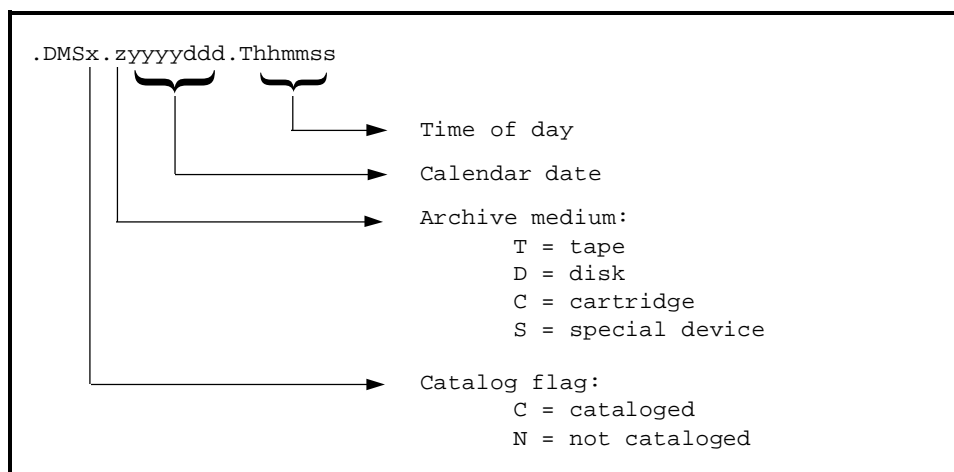 .DMSx.zyyyyddd.Thhmmss
Time of day
Calendar date
Archive medium:
T = tape
D = disk
C = cartridge
S = special device
Catalog flag:
C = cataloged
N = not cataloged